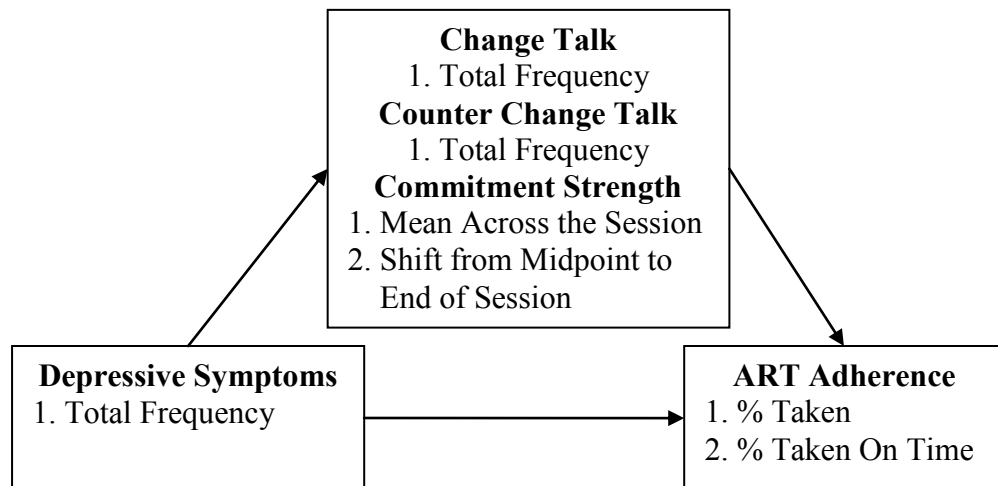 Change Talk
1. Total Frequency
Counter Change Talk
1. Total Frequency
Commitment Strength
1. Mean Across the Session
2. Shift from Midpoint to
End of Session
Depressive Symptoms
1. Total Frequency
ART Adherence
1. % Taken
2. % Taken On Time